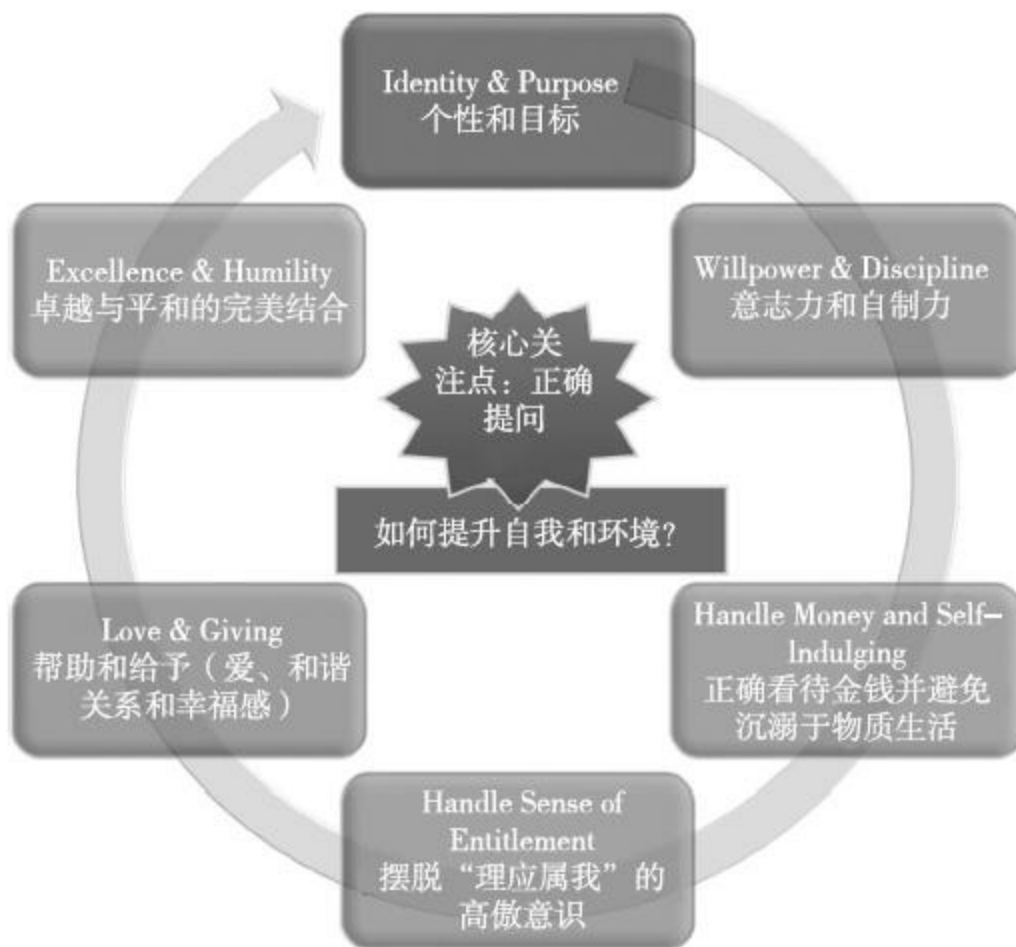 Identity & Purpose
个性和目标
Willpower & Discipline
意志力和自制力
Handle Money and Self-
Indulging
正确看待金钱并避免
沉溺于物质生活
Handle Sense of
Entitlement
摆脱“理应属我”的
高傲意识
Love & Giving
帮助和给予（爱、和谐
关系和幸福感）
Excellence & Humility
卓越与平和的完美结合
核心关
注点：正确
提问
如何提升自我和环境？